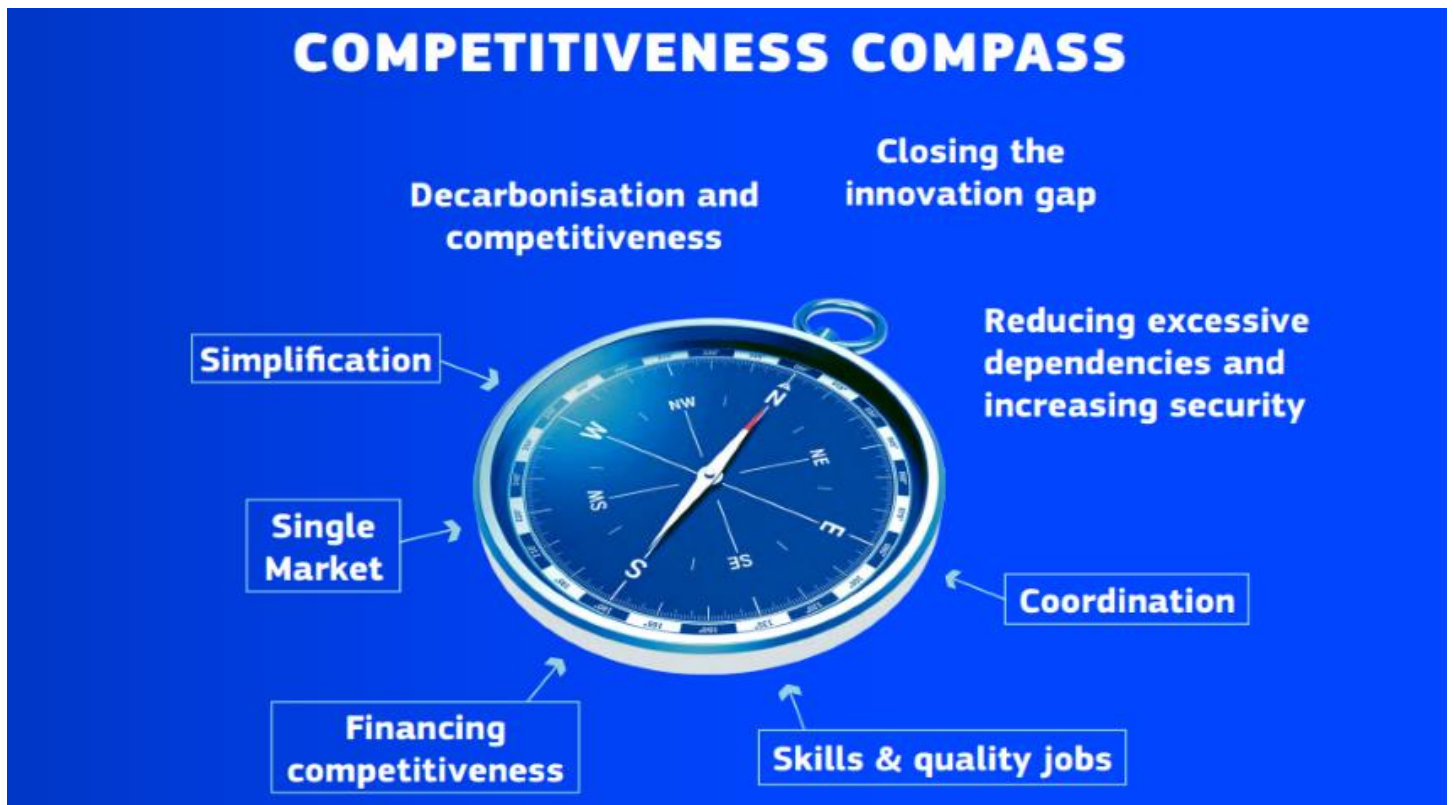 COMPETITIVENESS COMPASS
Closing the
innovation gap
Decarbonisation and
competitiveness
Reducing excessive
dependencies and
increasing security
Simplification
Single
Market
Coordination
Financing
competitiveness
Skills & quality jobs
N
NE
E
SE
S
SW
W
NW